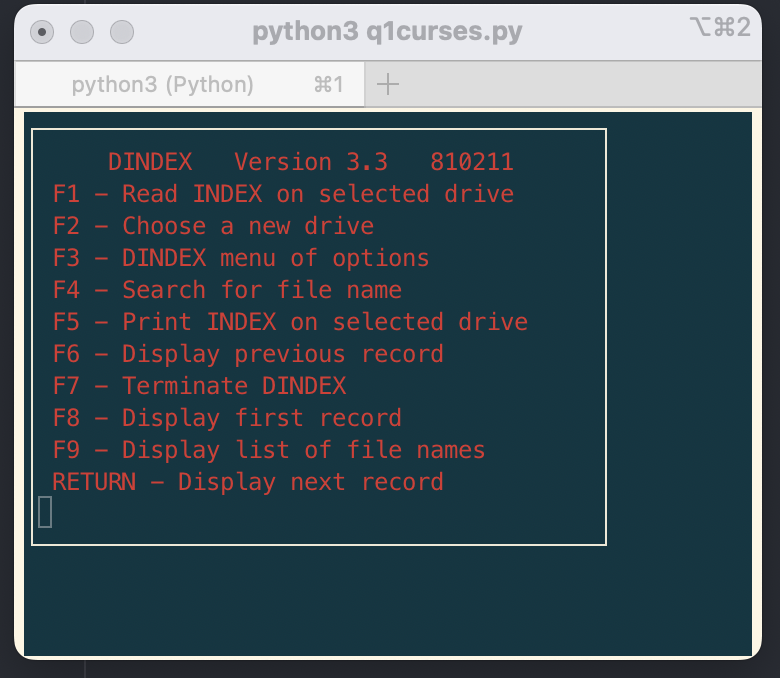 python3 q1curses.py
⌥⌘2
python3 (Python) ⌘1
DINDEX Version 3.3 810211
F1 – Read INDEX on selected drive
F2 – Choose a new drive
F3 – DINDEX menu of options
F4 – Search for file name
F5 – Print INDEX on selected drive
F6 – Display previous record
F7 – Terminate DINDEX
F8 – Display first record
F9 – Display list of file names
RETURN – Display next record